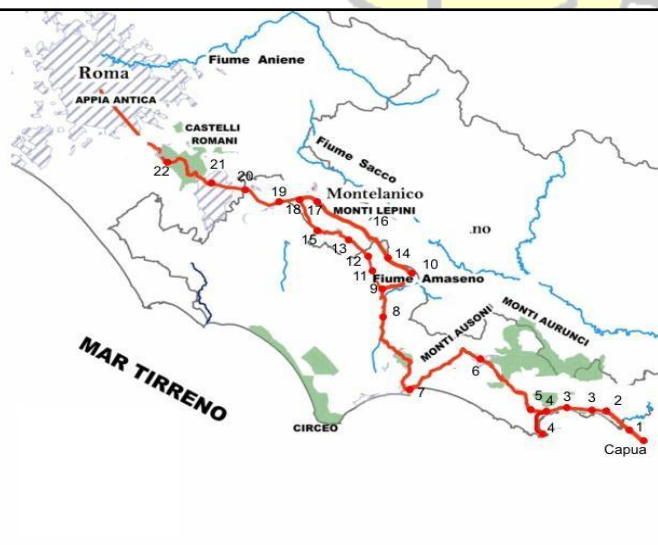 Fiume Aniene
Roma
APPIA ANTICA
CASTELLI
ROMANI
Fiume Sacco
22
21
20
19
18
17
Montelanico
MONTI LEPINI
16
15
13
14
12
11
10
Fiume Amaseno
9
8
.no
MONTI AUSONI
MONTI AURUNCI
MAR TIRRENO
CIRCEO
7
6
5
4
3
3
2
1
4
Capua